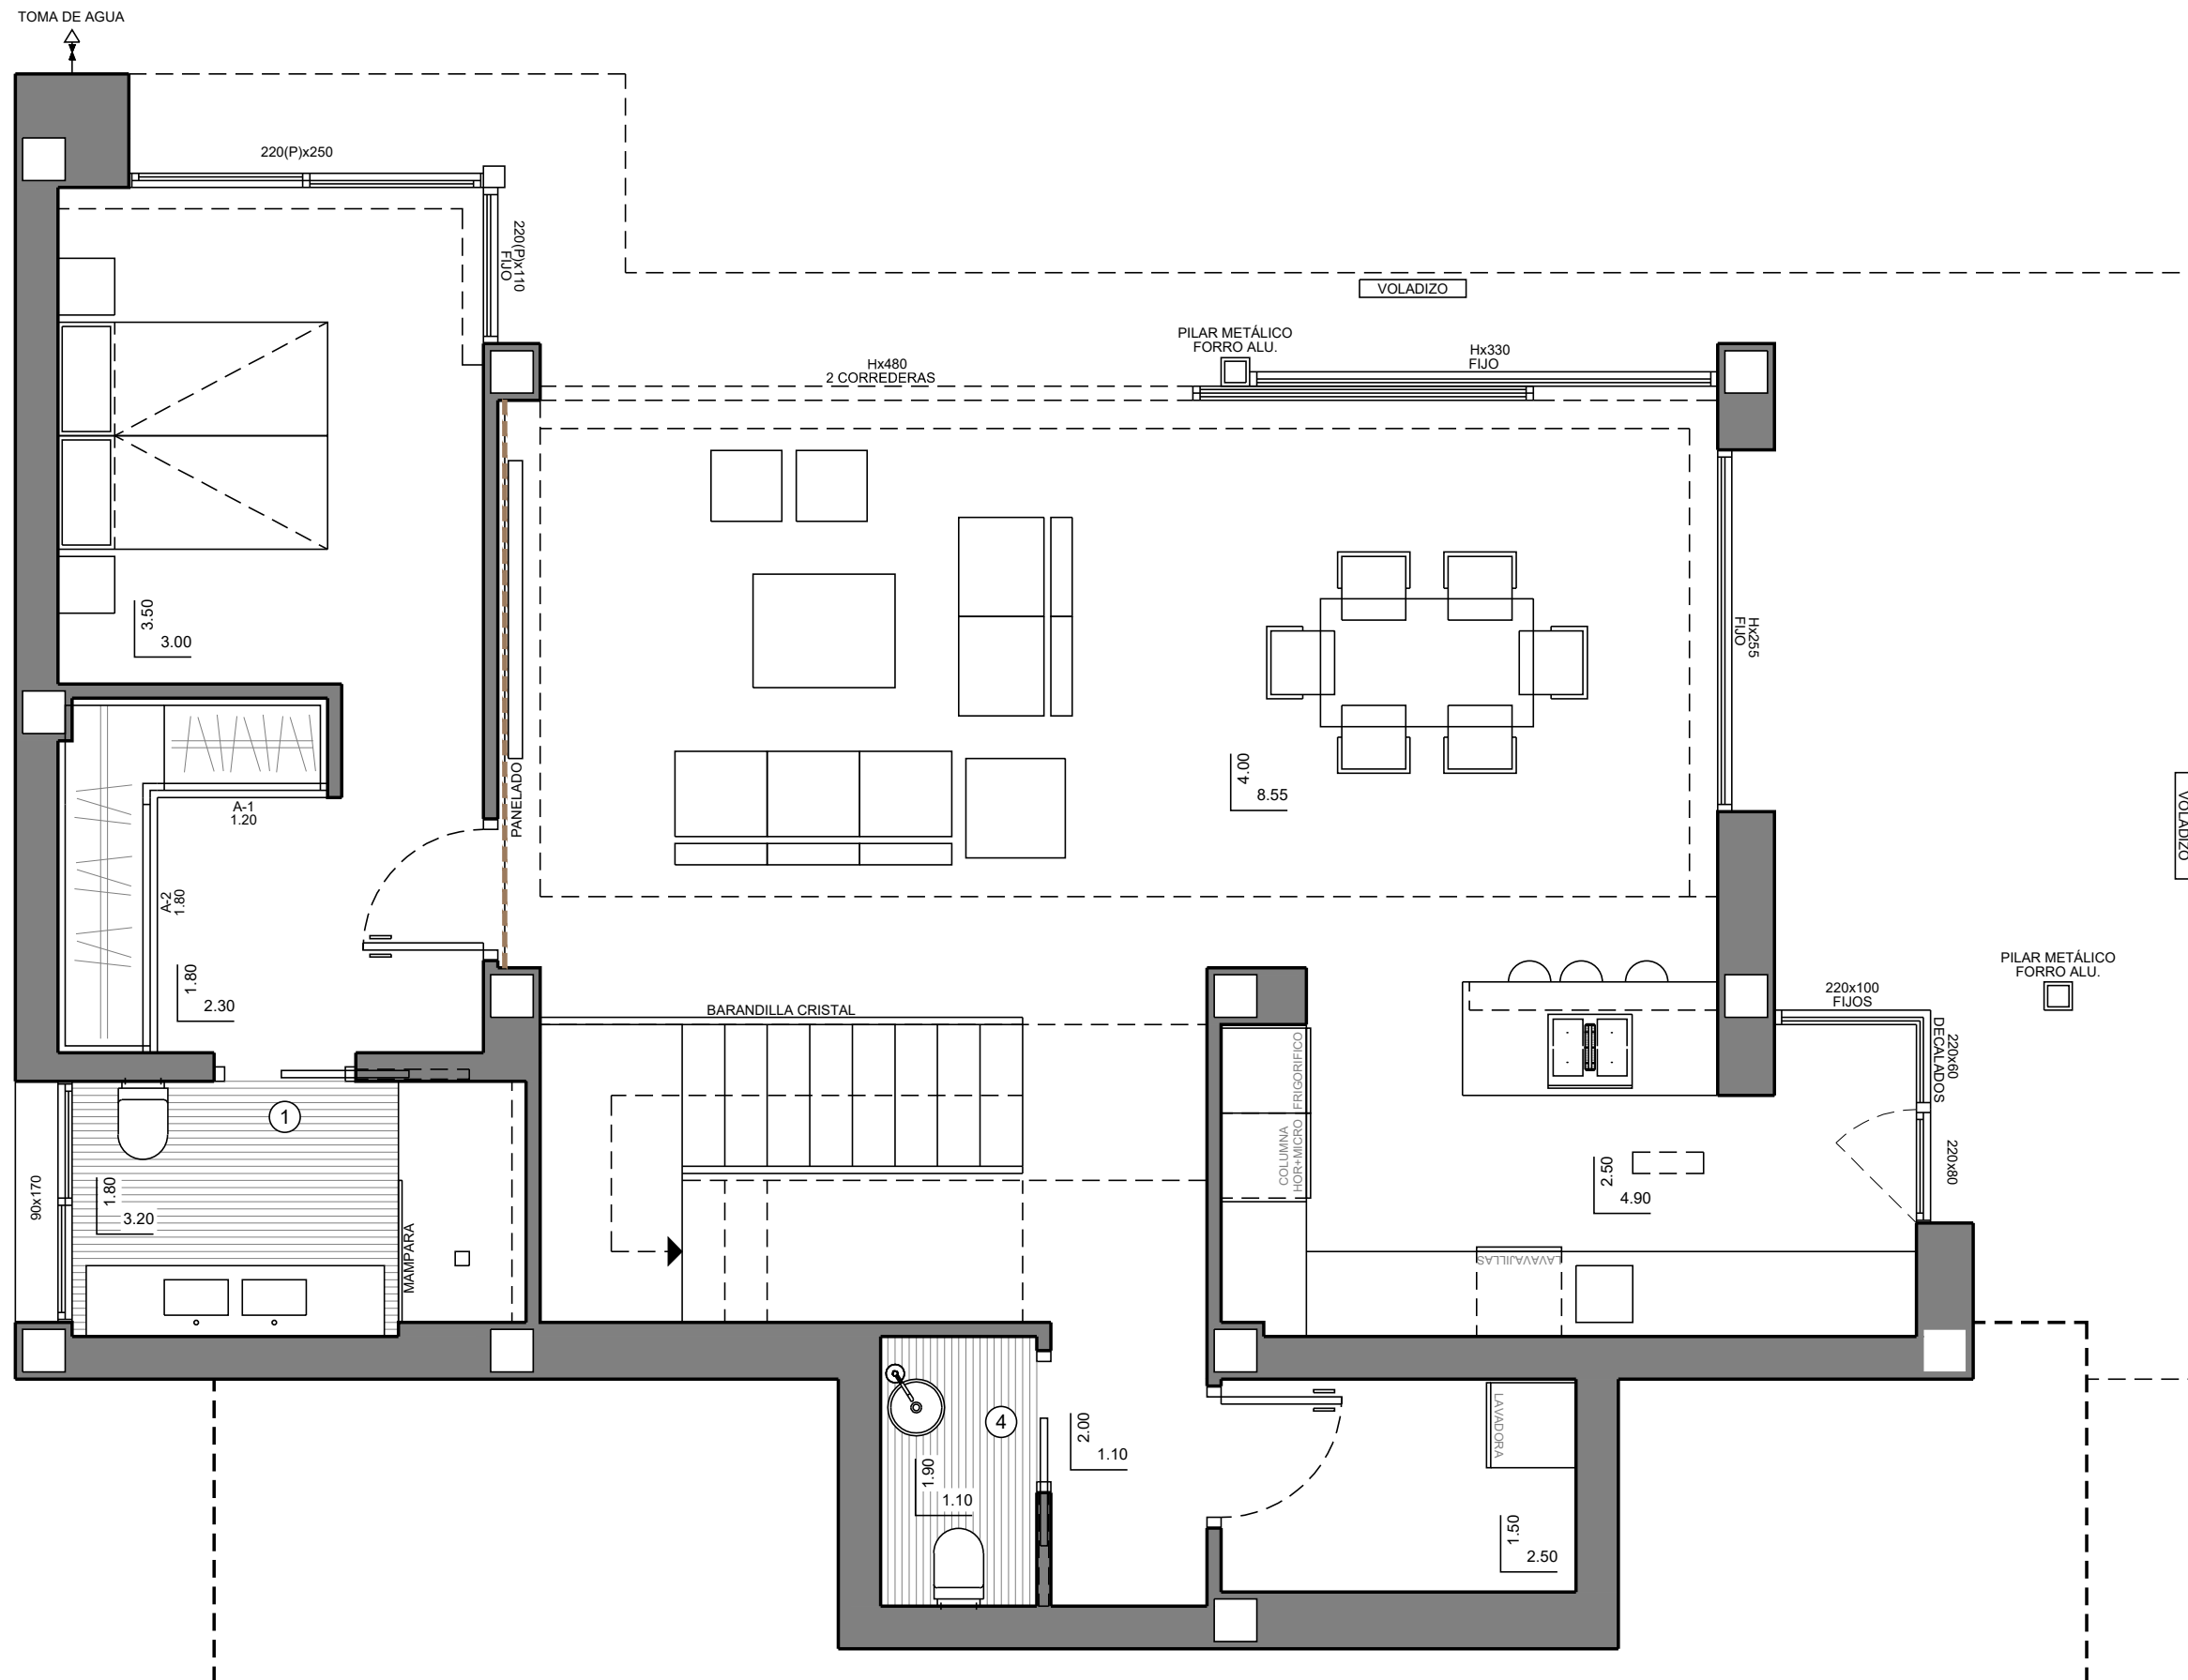 TOMA DE AGUA
220(P)x250
220(P)x110
FIJO
VOLADIZO
PILAR METÁLICO
FORRO ALU.
Hx330
FIJO
Hx480
2 CORREDERAS
3.50
3.00
Hx255
FIJO
PANELADO
4.00
8.55
A-1
1.20
A-2
1.80
VOLADIZO
1.80
2.30
PILAR METÁLICO
FORRO ALU.
220x100
FIJOS
BARANDILLA CRISTAL
FRIGORIFICO
220x60
DECALADOS
1
COLUMNA
HOR+MICRO
220x80
90x170
1.80
3.20
2.50
4.90
MAMPARA
LAVAVAJILLAS
4
2.00
1.10
LAVADORA
1.90
1.10
1.50
2.50